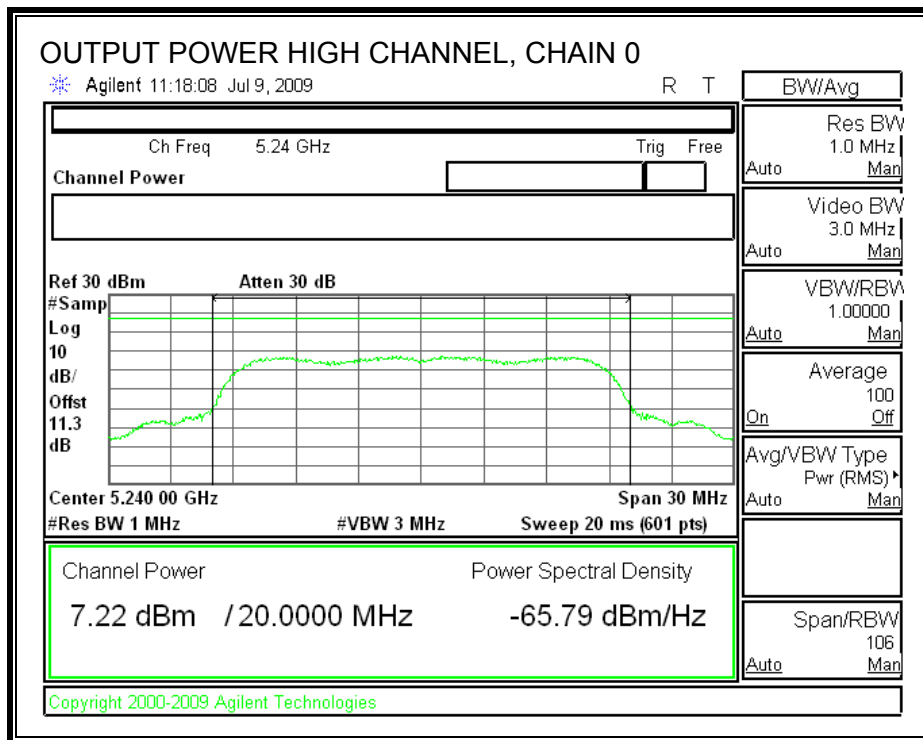 OUTPUT POWER HIGH CHANNEL, CHAIN 0
Agilent 11:18:08 Jul 9, 2009 R T
Ch Freq 5.24 GHz Trig Free
Channel Power
Ref 30 dBm Atten 30 dB
#Samp
Log
10
dB/
Offst
11.3
dB
Center 5.240 00 GHz Span 30 MHz
#Res BW 1 MHz #VBW 3 MHz Sweep 20 ms (601 pts)
Channel Power Power Spectral Density
7.22 dBm / 20.0000 MHz -65.79 dBm/Hz
Copyright 2000-2009 Agilent Technologies
BW/Avg
Res BW
1.0 MHz
Auto Man
Video BW
3.0 MHz
Auto Man
VBW/RBW
1.00000
Auto Man
Average
100
On Off
Avg/VBW Type
Pwr (RMS)
Auto Man
Span/RBW
106
Auto Man